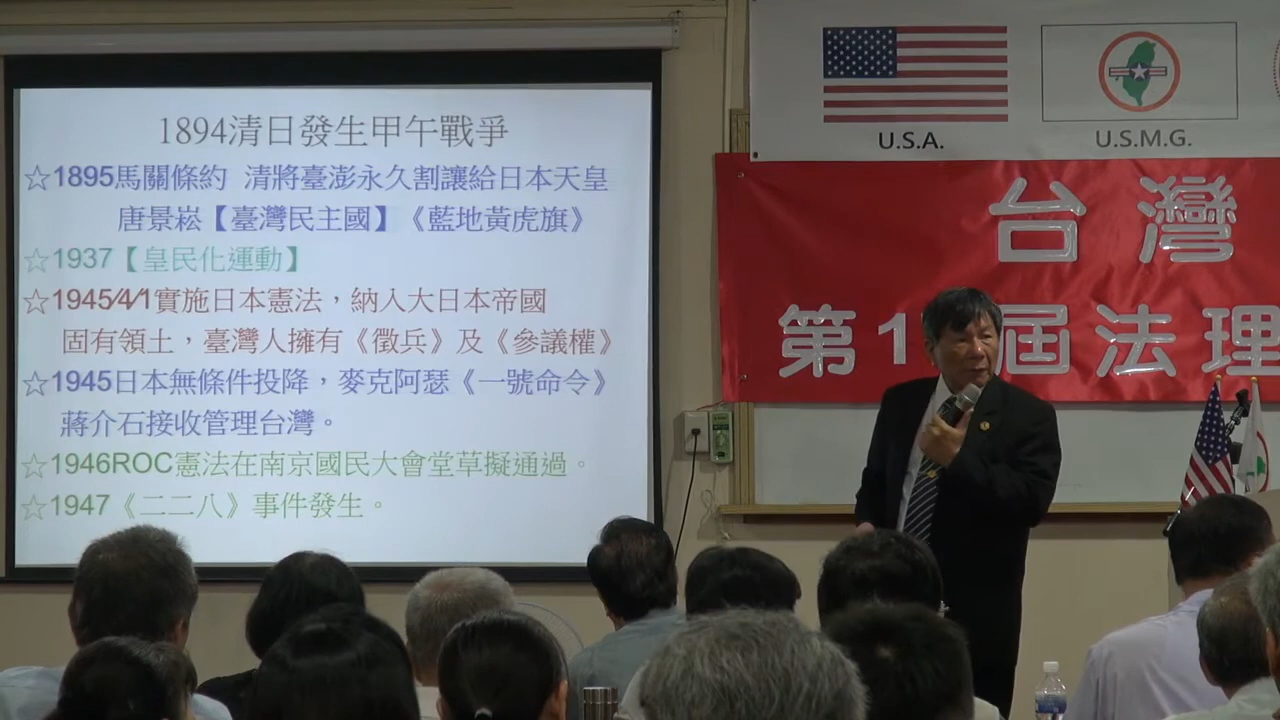 1894清日發生甲午戰爭
☆1895馬關條約 清將臺澎永久割讓給日本天皇
唐景崧【臺灣民主國】《藍地黃虎旗》
☆1937【皇民化運動】
☆1945/4/1實施日本憲法，納入大日本帝國
固有領土，臺灣人擁有《徵兵》及《參議權》
☆1945日本無條件投降，麥克阿瑟《一號命令》
蔣介石接收管理台灣。
☆1946ROC憲法在南京國民大會堂草擬通過。
☆1947《二二八》事件發生。
U.S.A.
U.S.M.G.
台灣
第1 屆法理